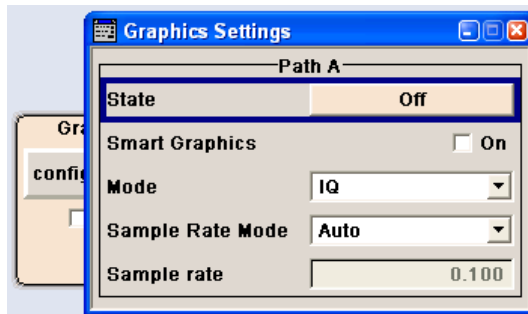 Graphics Settings
Path A
State Off
Smart Graphics On
Mode IQ
Sample Rate Mode Auto
Sample rate 0.100